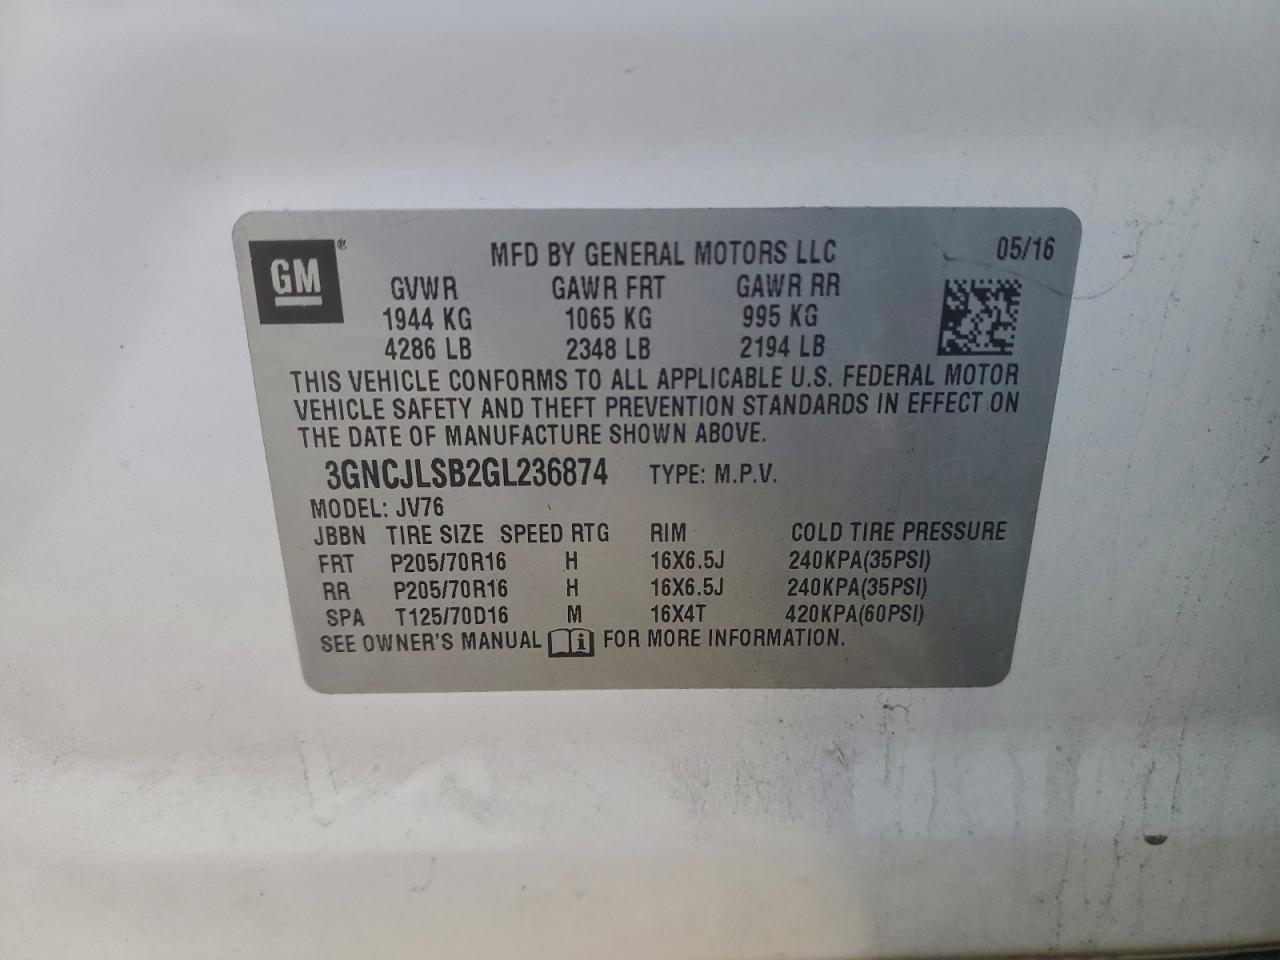 GM ® MFD BY GENERAL MOTORS LLC 05/16
GVWR GAWR FRT GAWR RR
1944 KG 1065 KG 995 KG
4286 LB 2348 LB 2194 LB
THIS VEHICLE CONFORMS TO ALL APPLICABLE U.S. FEDERAL MOTOR
VEHICLE SAFETY AND THEFT PREVENTION STANDARDS IN EFFECT ON
THE DATE OF MANUFACTURE SHOWN ABOVE.
3GNCJLSB2GL236874 TYPE: M.P.V.
MODEL: JV76
JBBN TIRE SIZE SPEED RTG RIM COLD TIRE PRESSURE
FRT P205/70R16 H 16X6.5J 240KPA(35PSI)
RR P205/70R16 H 16X6.5J 240KPA(35PSI)
SPA T125/70D16 M 16X4T 420KPA(60PSI)
SEE OWNER'S MANUAL i FOR MORE INFORMATION.